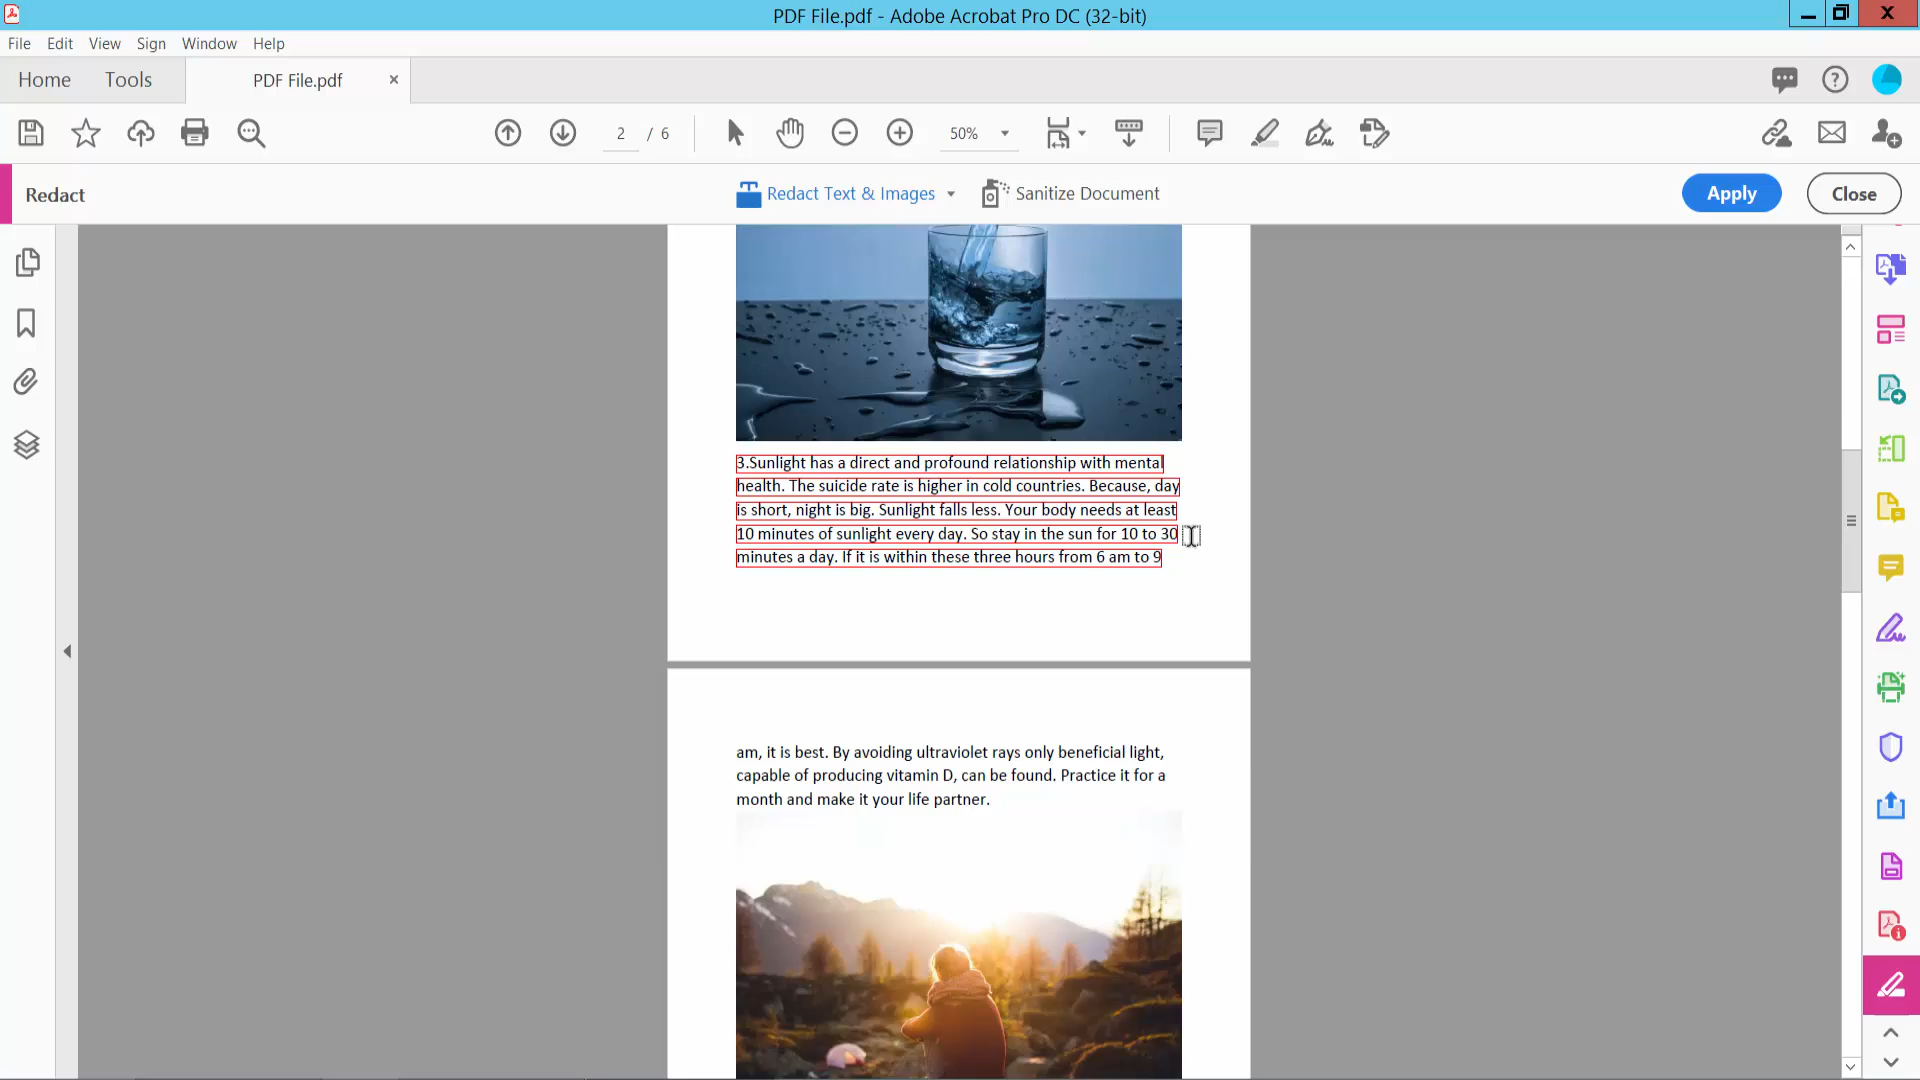 PDF File.pdf - Adobe Acrobat Pro DC (32-bit)
File Edit View Sign Window Help
Home Tools PDF File.pdf
2 / 6 50%
Redact Redact Text & Images Sanitize Document Apply Close
3.Sunlight has a direct and profound relationship with mental
health. The suicide rate is higher in cold countries. Because, day
is short, night is big. Sunlight falls less. Your body needs at least
10 minutes of sunlight every day. So stay in the sun for 10 to 30
minutes a day. If it is within these three hours from 6 am to 9
am, it is best. By avoiding ultraviolet rays only beneficial light,
capable of producing vitamin D, can be found. Practice it for a
month and make it your life partner.